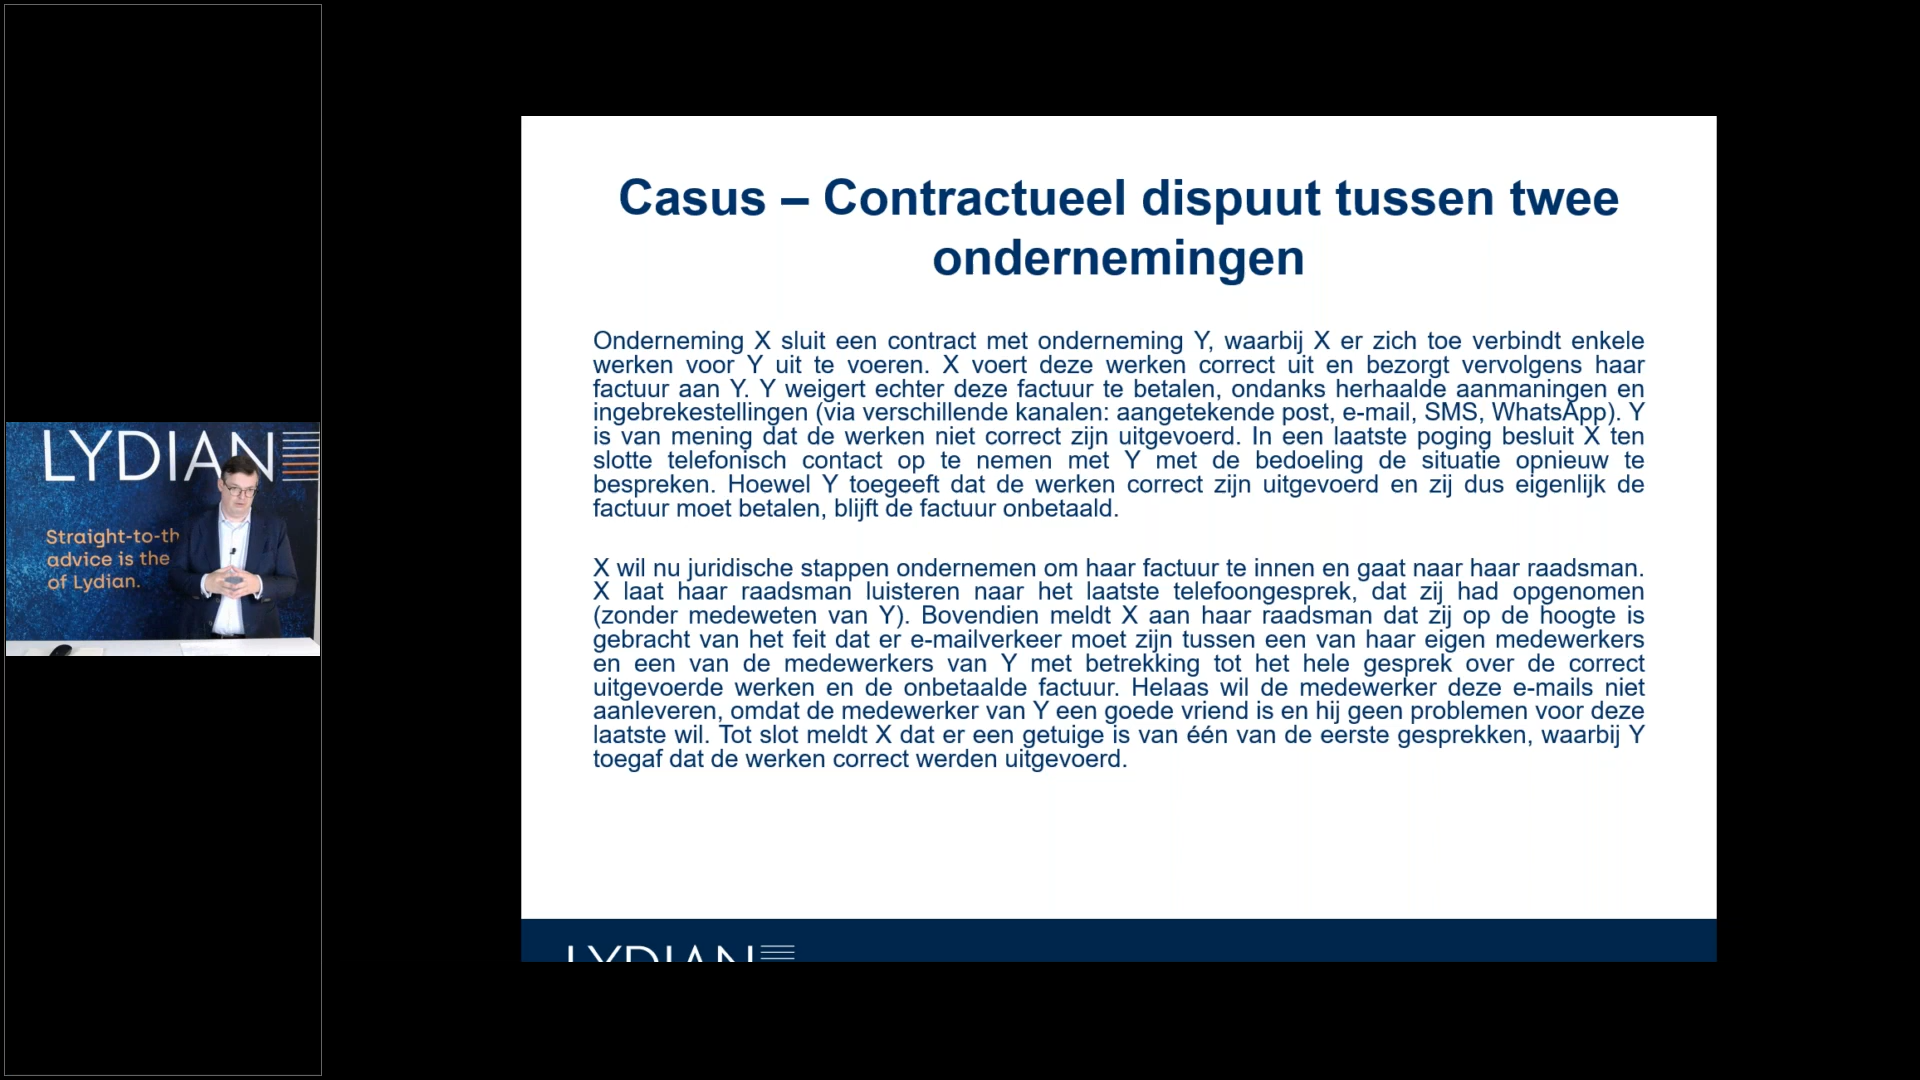 LYDIAN
Straight-to-th
advice is the
of Lydian.
Casus – Contractueel dispuut tussen twee
ondernemingen
Onderneming X sluit een contract met onderneming Y, waarbij X er zich toe verbindt enkele
werken voor Y uit te voeren. X voert deze werken correct uit en bezorgt vervolgens haar
factuur aan Y. Y weigert echter deze factuur te betalen, ondanks herhaalde aanmaningen en
ingebrekestellingen (via verschillende kanalen: aangetekende post, e-mail, SMS, WhatsApp). Y
is van mening dat de werken niet correct zijn uitgevoerd. In een laatste poging besluit X ten
slotte telefonisch contact op te nemen met Y met de bedoeling de situatie opnieuw te
bespreken. Hoewel Y toegeeft dat de werken correct zijn uitgevoerd en zij dus eigenlijk de
factuur moet betalen, blijft de factuur onbetaald.
X wil nu juridische stappen ondernemen om haar factuur te innen en gaat naar haar raadsman.
X laat haar raadsman luisteren naar het laatste telefoongesprek, dat zij had opgenomen
(zonder medeweten van Y). Bovendien meldt X aan haar raadsman dat zij op de hoogte is
gebracht van het feit dat er e-mailverkeer moet zijn tussen een van haar eigen medewerkers
en een van de medewerkers van Y met betrekking tot het hele gesprek over de correct
uitgevoerde werken en de onbetaalde factuur. Helaas wil de medewerker deze e-mails niet
aanleveren, omdat de medewerker van Y een goede vriend is en hij geen problemen voor deze
laatste wil. Tot slot meldt X dat er een getuige is van één van de eerste gesprekken, waarbij Y
toegaf dat de werken correct werden uitgevoerd.
LYDIAN